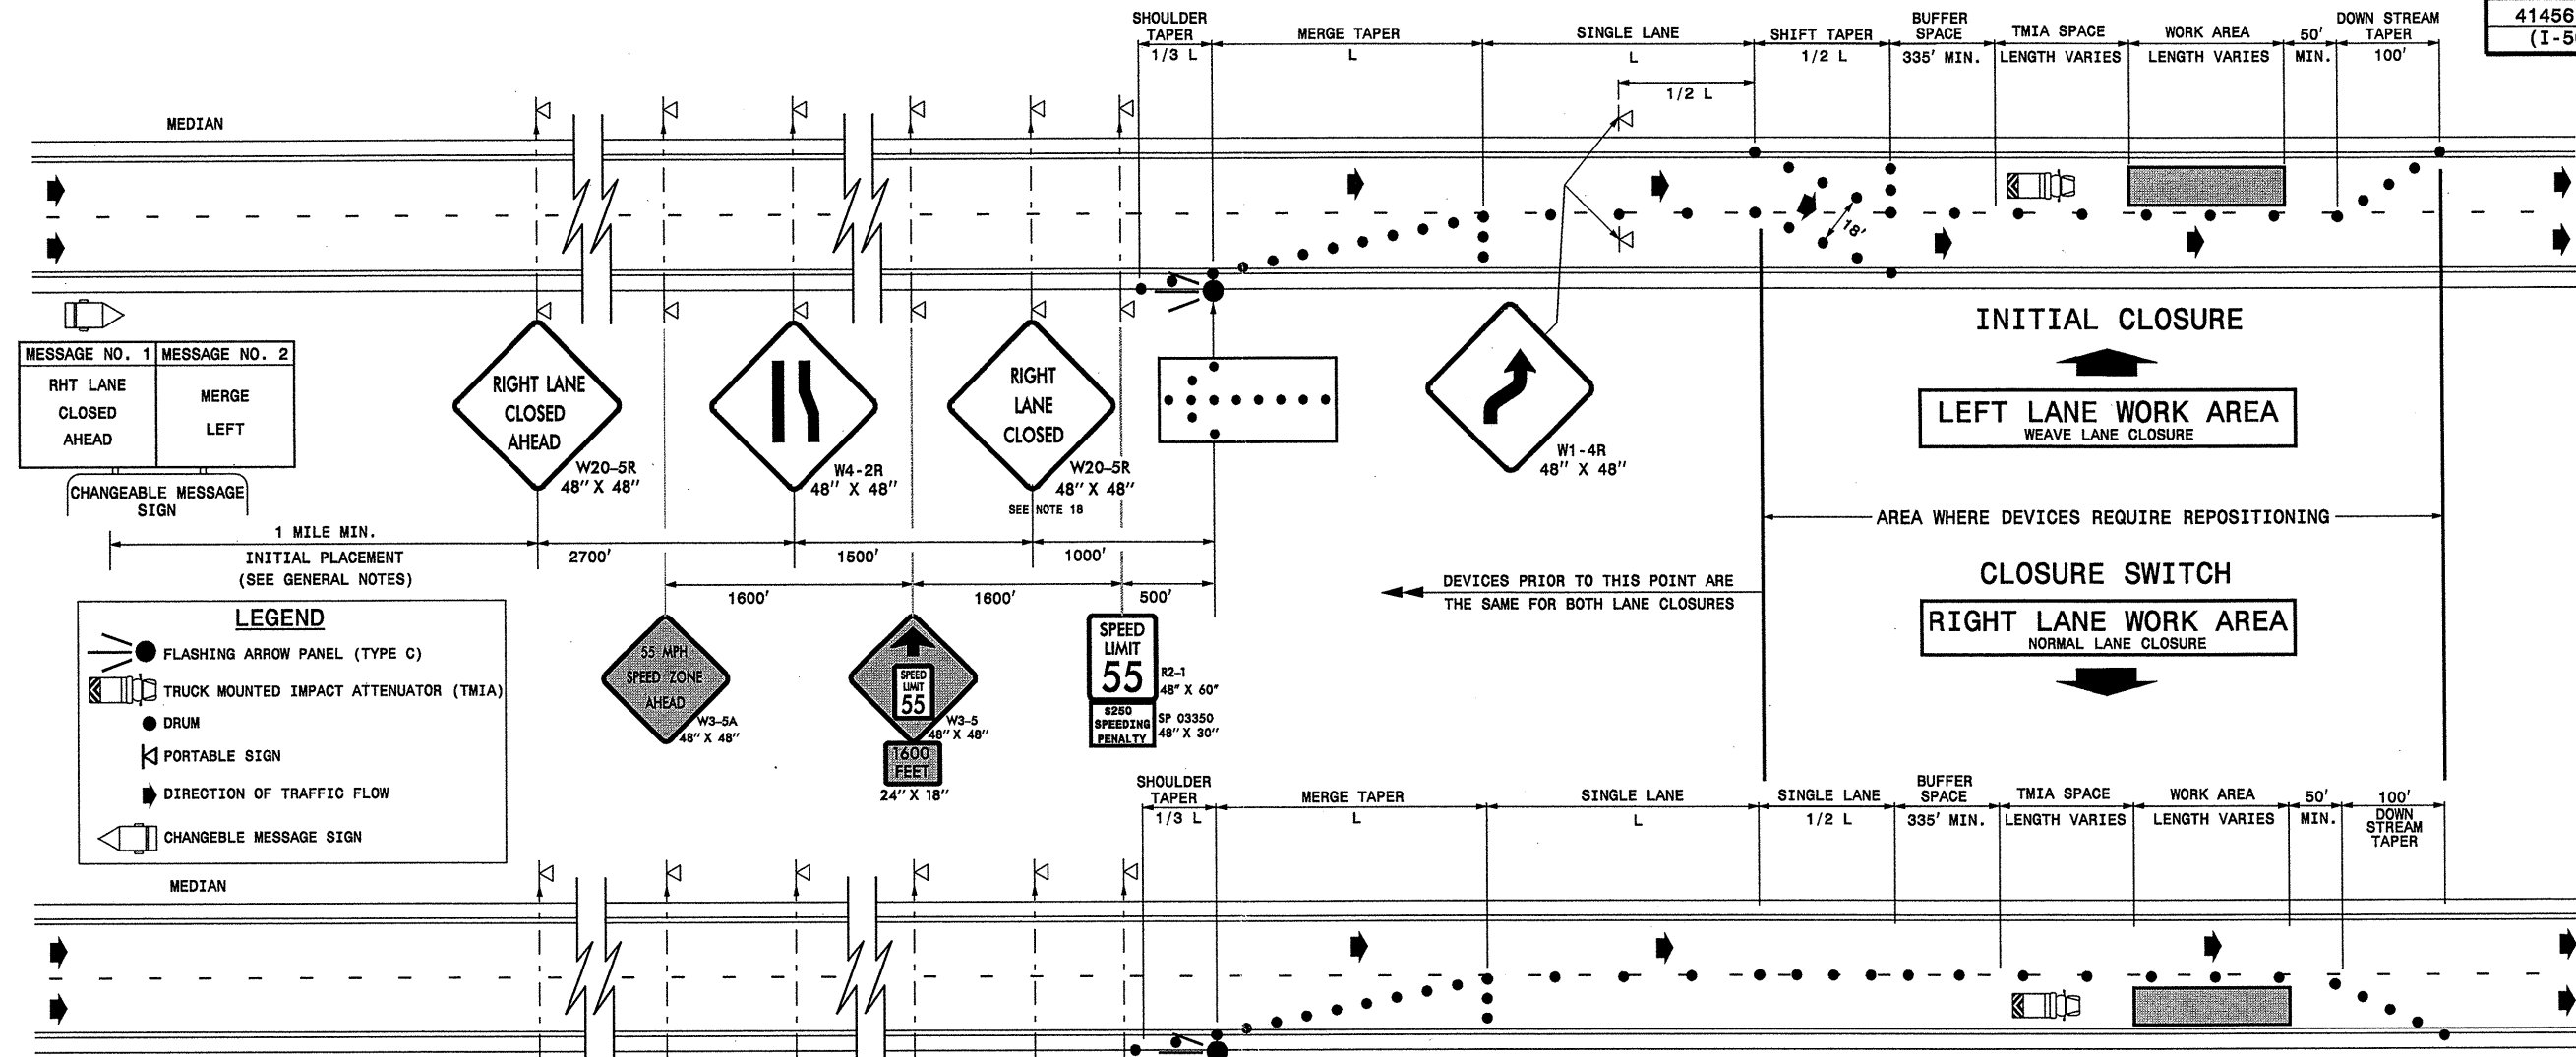 41456
(I-5
SHOULDER
TAPER
1/3 L
MERGE TAPER
L
SINGLE LANE
L
1/2 L
SHIFT TAPER
1/2 L
BUFFER
SPACE
335' MIN.
TMIA SPACE
LENGTH VARIES
WORK AREA
LENGTH VARIES
50'
MIN.
DOWN STREAM
TAPER
100'
MEDIAN
18'
MESSAGE NO. 1
RHT LANE
CLOSED
AHEAD
MESSAGE NO. 2
MERGE
LEFT
CHANGEABLE MESSAGE
SIGN
RIGHT LANE
CLOSED
AHEAD
W20-5R
48" X 48"
W4-2R
48" X 48"
RIGHT
LANE
CLOSED
W20-5R
48" X 48"
SEE NOTE 18
W1-4R
48" X 48"
INITIAL CLOSURE
LEFT LANE WORK AREA
WEAVE LANE CLOSURE
AREA WHERE DEVICES REQUIRE REPOSITIONING
1 MILE MIN.
INITIAL PLACEMENT
(SEE GENERAL NOTES)
2700'
1500'
1000'
1600'
1600'
500'
DEVICES PRIOR TO THIS POINT ARE
THE SAME FOR BOTH LANE CLOSURES
CLOSURE SWITCH
RIGHT LANE WORK AREA
NORMAL LANE CLOSURE
LEGEND
FLASHING ARROW PANEL (TYPE C)
TRUCK MOUNTED IMPACT ATTENUATOR (TMIA)
DRUM
PORTABLE SIGN
DIRECTION OF TRAFFIC FLOW
CHANGEBLE MESSAGE SIGN
55 MPH
SPEED ZONE
AHEAD
W3-5A
48" X 48"
SPEED
LIMIT
55
W3-5
48" X 48"
1600
FEET
24" X 18"
SPEED
LIMIT
55
R2-1
48" X 60"
$250
SPEEDING
PENALTY
SP 03350
48" X 30"
SHOULDER
TAPER
1/3 L
MERGE TAPER
L
SINGLE LANE
L
SINGLE LANE
1/2 L
BUFFER
SPACE
335' MIN.
TMIA SPACE
LENGTH VARIES
WORK AREA
LENGTH VARIES
50'
MIN.
100'
DOWN
STREAM
TAPER
MEDIAN